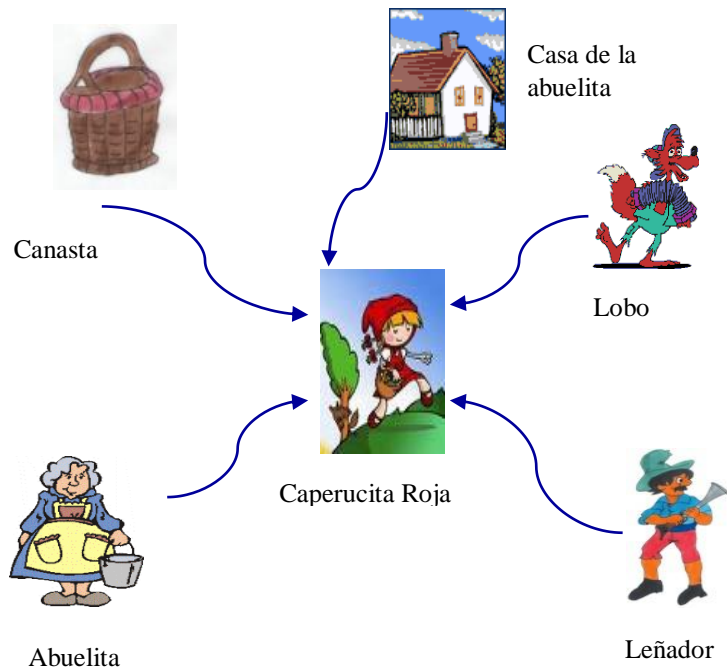 Casa de la
abuelita
Canasta
Lobo
Caperucita Roja
Abuelita
Leñador